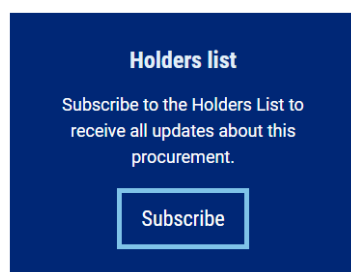 Holders list
Subscribe to the Holders List to
receive all updates about this
procurement.
Subscribe